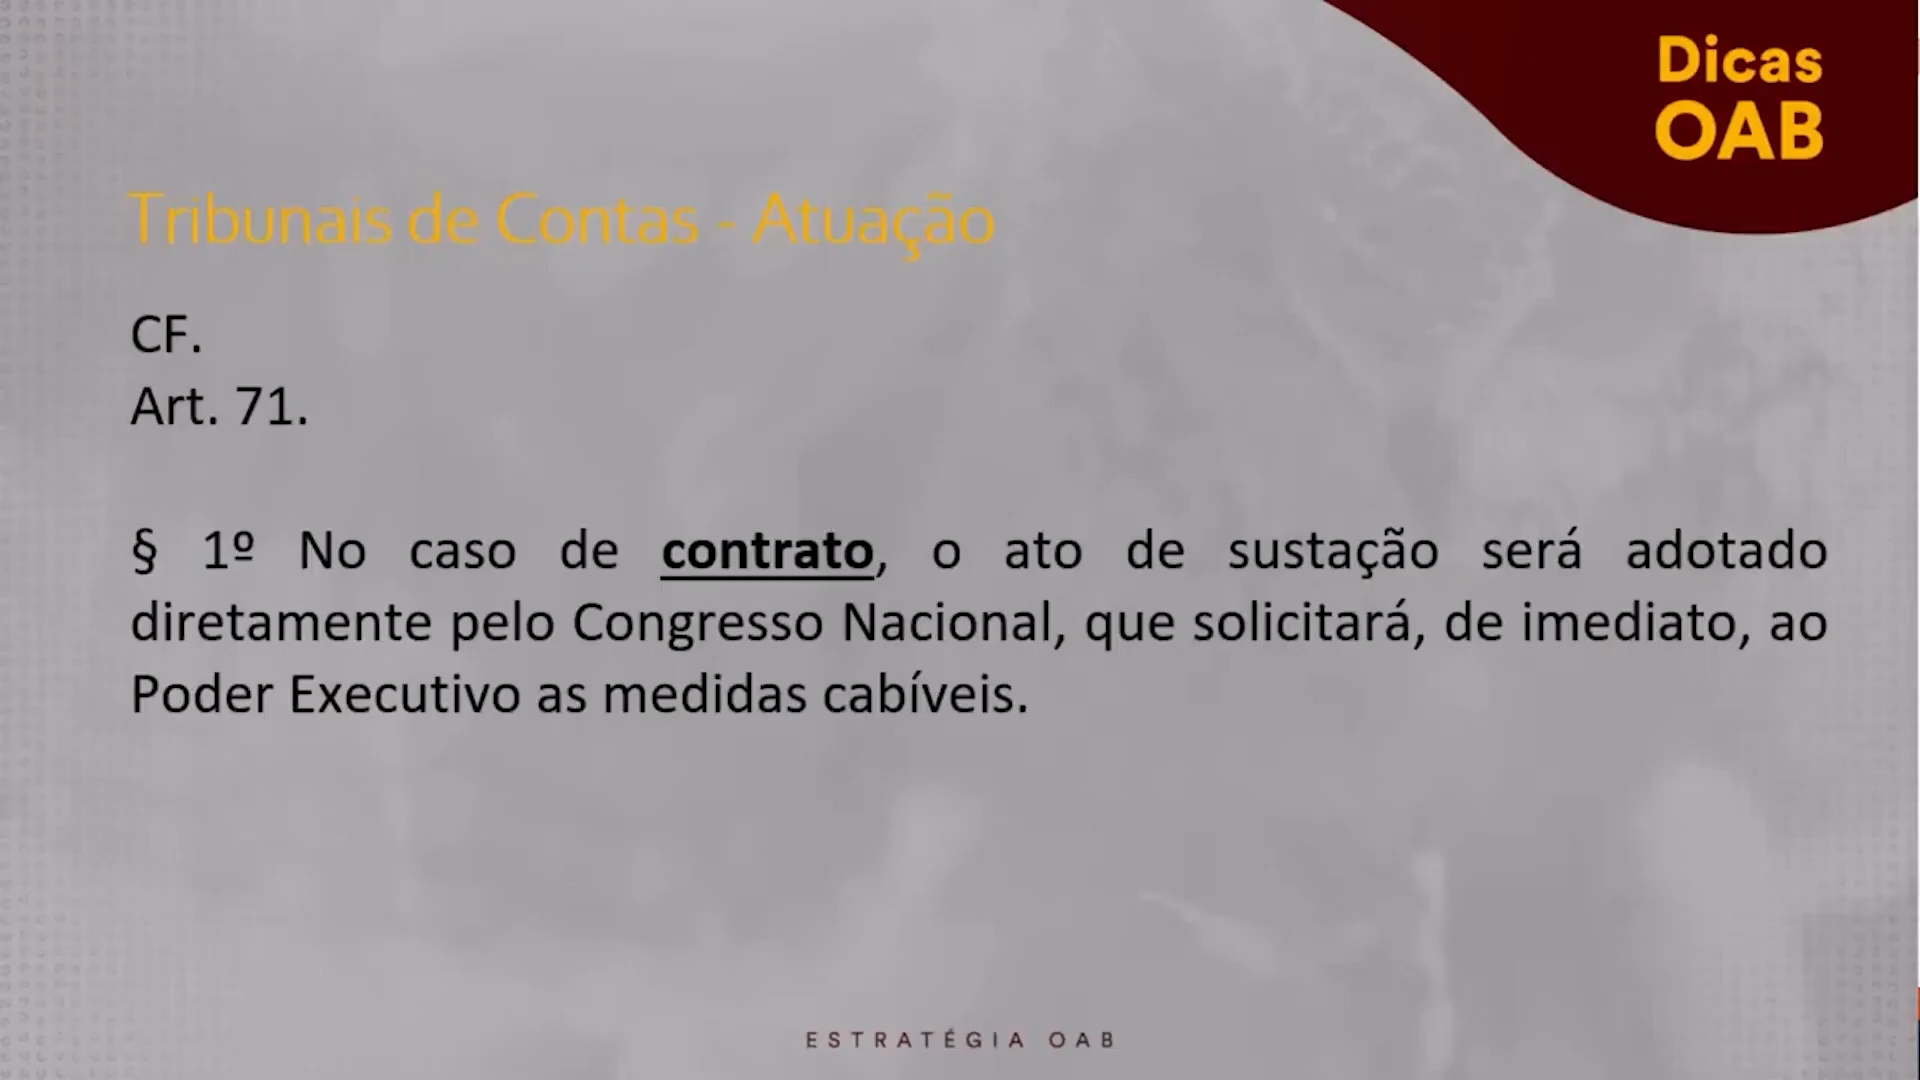 Dicas
OAB
Tribunais de Contas - Atuação
CF.
Art. 71.
§ 1º No caso de contrato, o ato de sustação será adotado
diretamente pelo Congresso Nacional, que solicitará, de imediato, ao
Poder Executivo as medidas cabíveis.
ESTRATÉGIA OAB